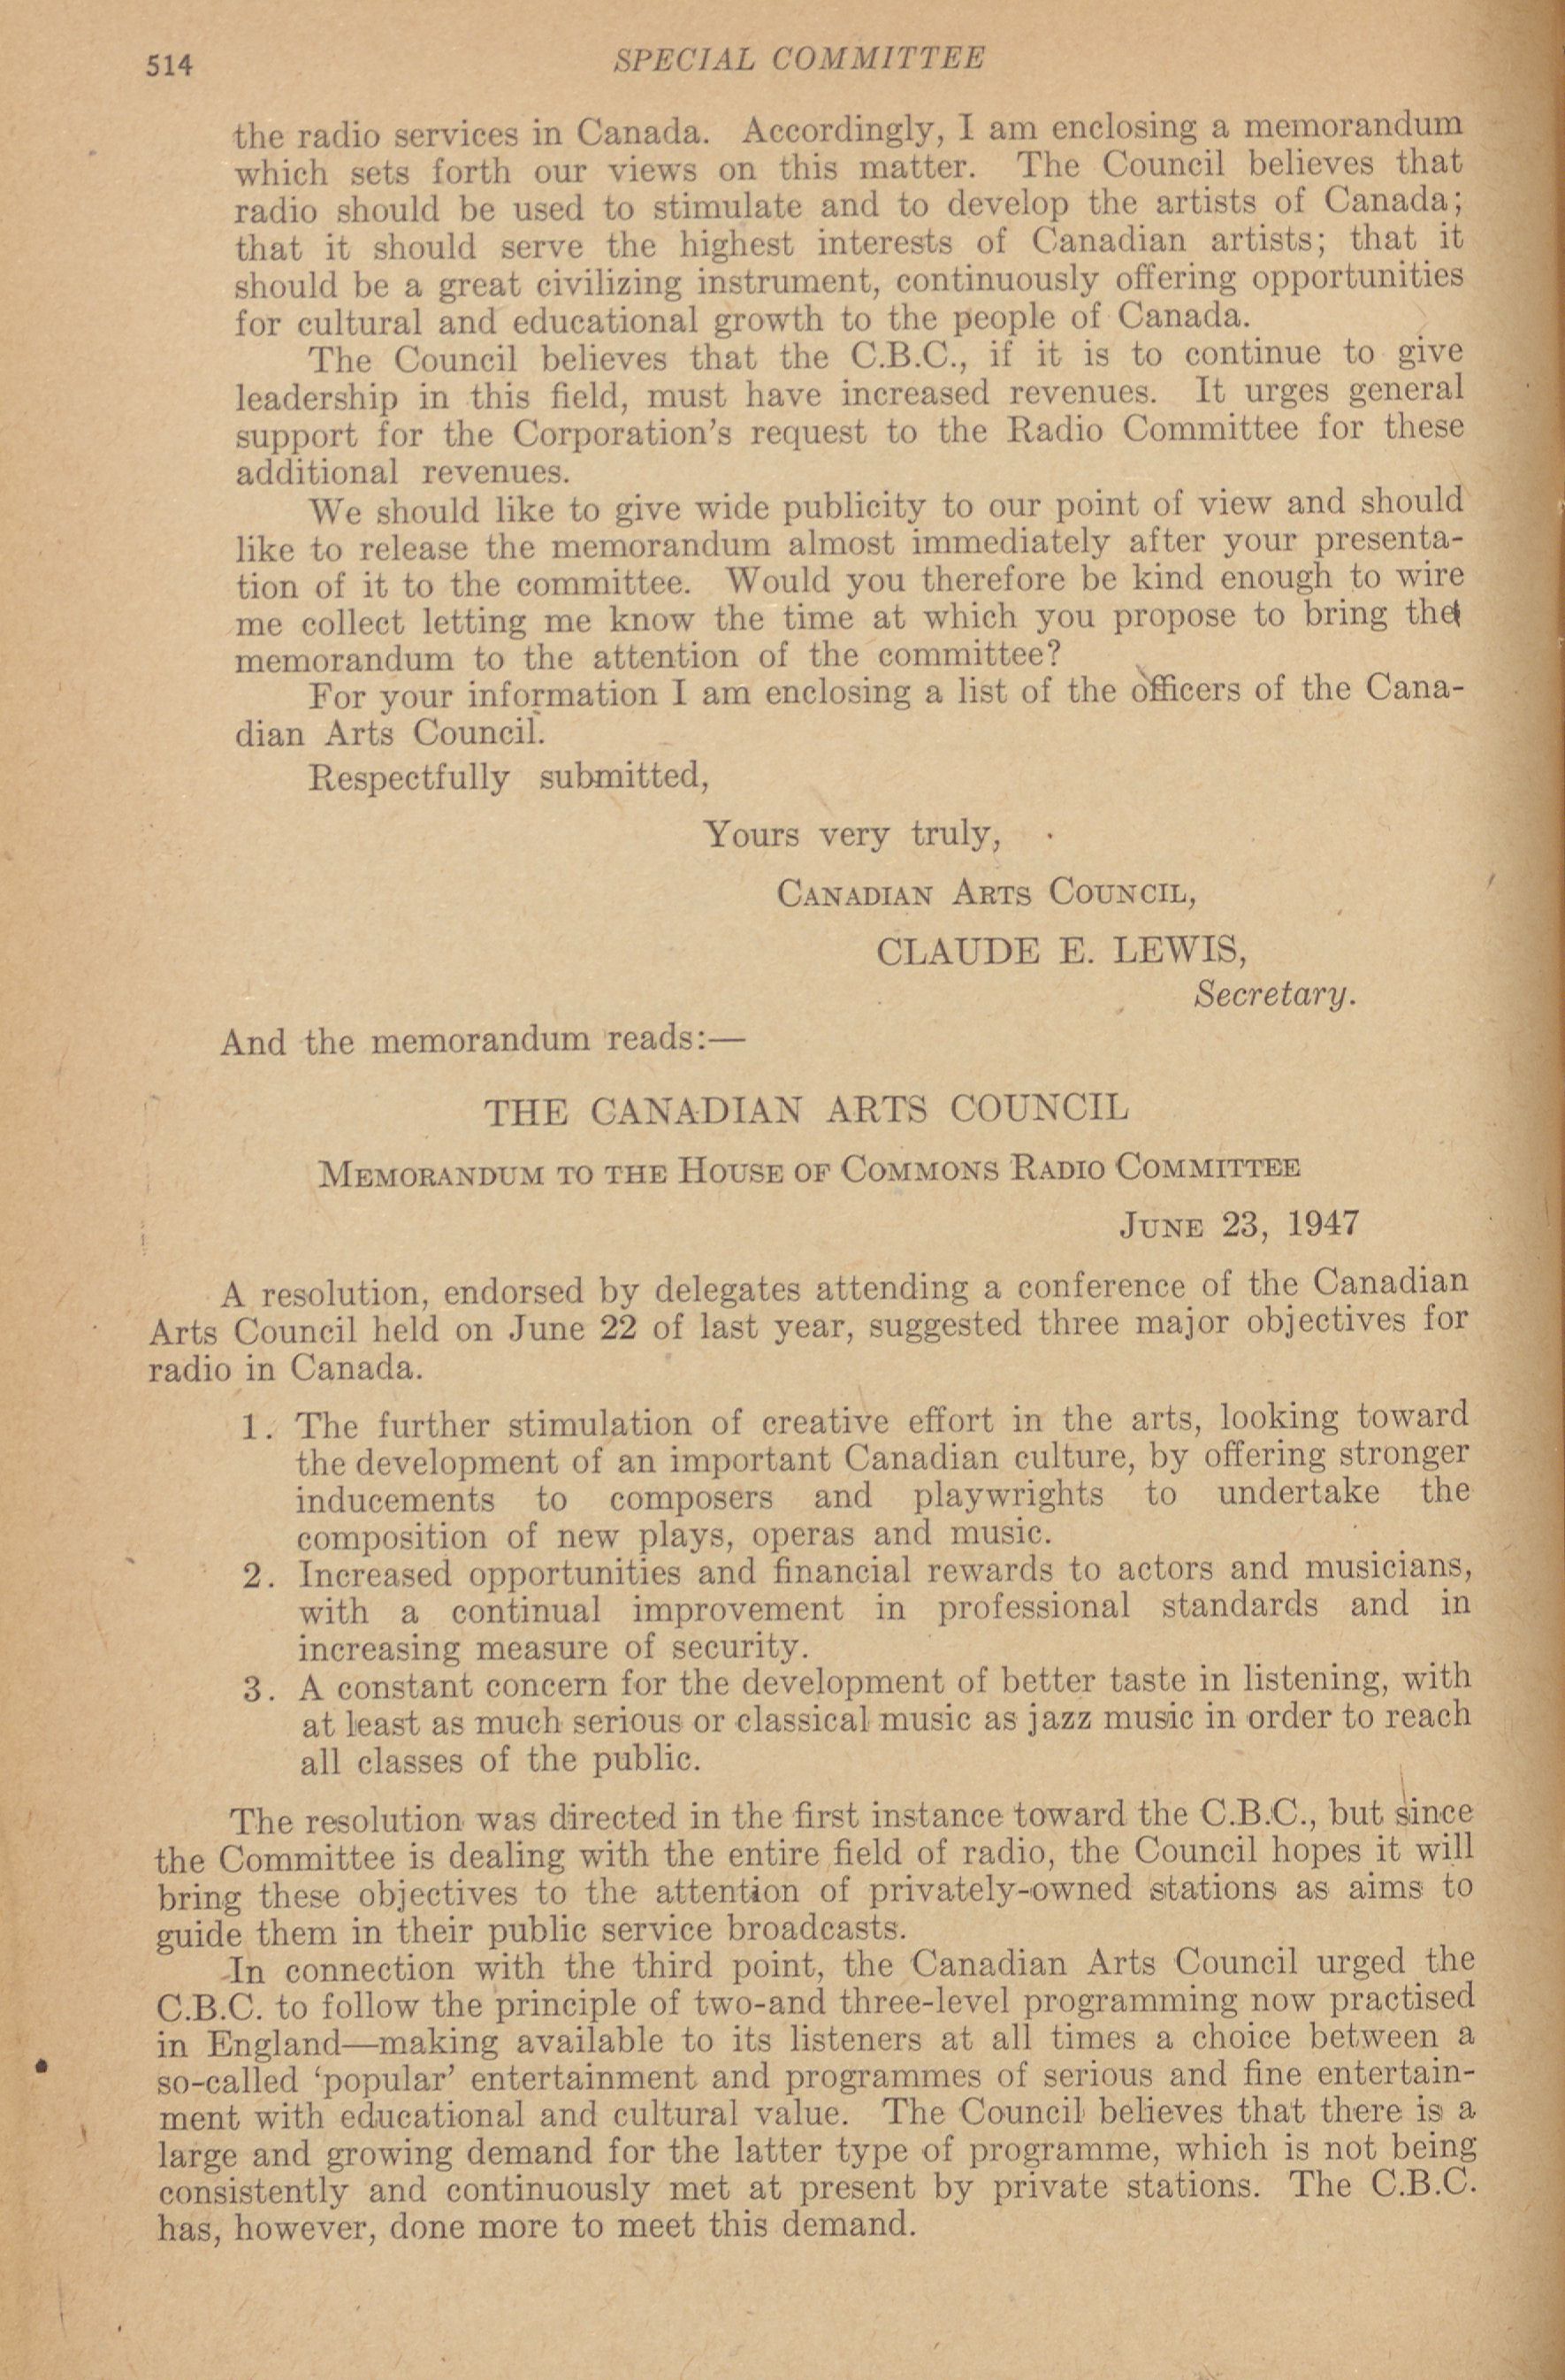 514
SPECIAL COMMITTEE
the radio services in Canada. Accordingly, I am enclosing a memorandum
which sets forth our views on this matter. The Council believes that
radio should be used to stimulate and to develop the artists of Canada;
that it should serve the highest interests of Canadian artists; that it
should be a great civilizing instrument, continuously offering opportunities
for cultural and educational growth to the people of Canada.
The Council believes that the C.B.C., if it is to continue to give
leadership in this field, must have increased revenues. It urges general
support for the Corporation's request to the Radio Committee for these
additional revenues.
We should like to give wide publicity to our point of view and should
like to release the memorandum almost immediately after your presenta-
tion of it to the committee. Would you therefore be kind enough to wire
me collect letting me know the time at which you propose to bring the
memorandum to the attention of the committee?
For your information I am enclosing a list of the officers of the Cana-
dian Arts Council.
Respectfully submitted,
Yours very truly,
CANADIAN ARTS COUNCIL,
CLAUDE E. LEWIS,
Secretary.
And the memorandum reads:—
THE CANADIAN ARTS COUNCIL
MEMORANDUM TO THE HOUSE OF COMMONS RADIO COMMITTEE
JUNE 23, 1947
A resolution, endorsed by delegates attending a conference of the Canadian
Arts Council held on June 22 of last year, suggested three major objectives for
radio in Canada.
1. The further stimulation of creative effort in the arts, looking toward
the development of an important Canadian culture, by offering stronger
inducements to composers and playwrights to undertake the
composition of new plays, operas and music.
2. Increased opportunities and financial rewards to actors and musicians,
with a continual improvement in professional standards and in
increasing measure of security.
3. A constant concern for the development of better taste in listening, with
at least as much serious or classical music as jazz music in order to reach
all classes of the public.
The resolution was directed in the first instance toward the C.B.C., but since
the Committee is dealing with the entire field of radio, the Council hopes it will
bring these objectives to the attention of privately-owned stations as aims to
guide them in their public service broadcasts.
In connection with the third point, the Canadian Arts Council urged the
C.B.C. to follow the principle of two-and three-level programming now practised
in England—making available to its listeners at all times a choice between a
so-called 'popular' entertainment and programmes of serious and fine entertain-
ment with educational and cultural value. The Council believes that there is a
large and growing demand for the latter type of programme, which is not being
consistently and continuously met at present by private stations. The C.B.C.
has, however, done more to meet this demand.